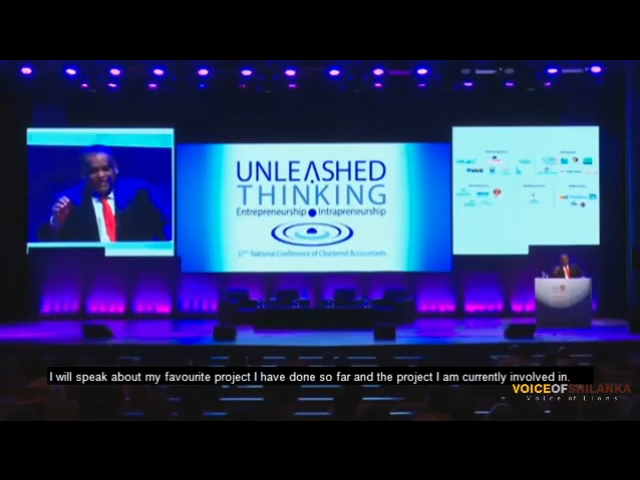 UNLEASHED
THINKING
Entrepreneurship Intrapreneurship
37th National Conference of Chartered Accountants
I will speak about my favourite project I have done so far and the project I am currently involved in.
VOICEOFSRILANKA
Voice of Lions